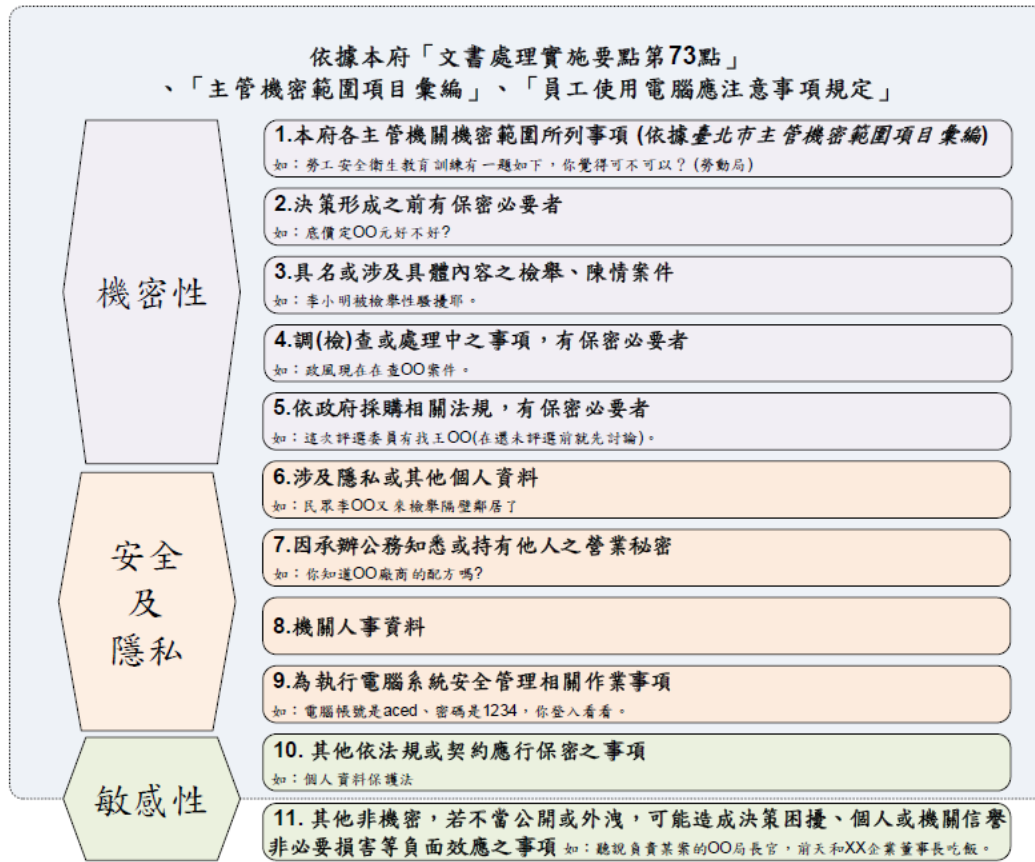 依據本府「文書處理實施要點第73點」
、「主管機密範圍項目彙編」、「員工使用電腦應注意事項規定」
機密性
1.本府各主管機關機密範圍所列事項 (依據臺北市主管機密範圍項目彙編)
如：勞工安全衛生教育訓練有一題如下，你覺得可不可以？(勞動局)
2.決策形成之前有保密必要者
如：底價定OO元好不好?
3.具名或涉及具體內容之檢舉、陳情案件
如：李小明被檢舉性騷擾耶。
4.調(檢)查或處理中之事項，有保密必要者
如：政風現在在查OO案件。
5.依政府採購相關法規，有保密必要者
如：這次評選委員有找王OO(在還未評選前就先討論)。
安全
及
隱私
6.涉及隱私或其他個人資料
如：民眾李OO又來檢舉隔壁鄰居了
7.因承辦公務知悉或持有他人之營業秘密
如：你知道OO廠商的配方嗎?
8.機關人事資料
9.為執行電腦系統安全管理相關作業事項
如：電腦帳號是aced、密碼是1234，你登入看看。
敏感性
10. 其他依法規或契約應行保密之事項
如：個人資料保護法
11. 其他非機密，若不當公開或外洩，可能造成決策困擾、個人或機關信譽
非必要損害等負面效應之事項 如：聽說負責某案的OO局長官，前天和XX企業董事長吃飯。